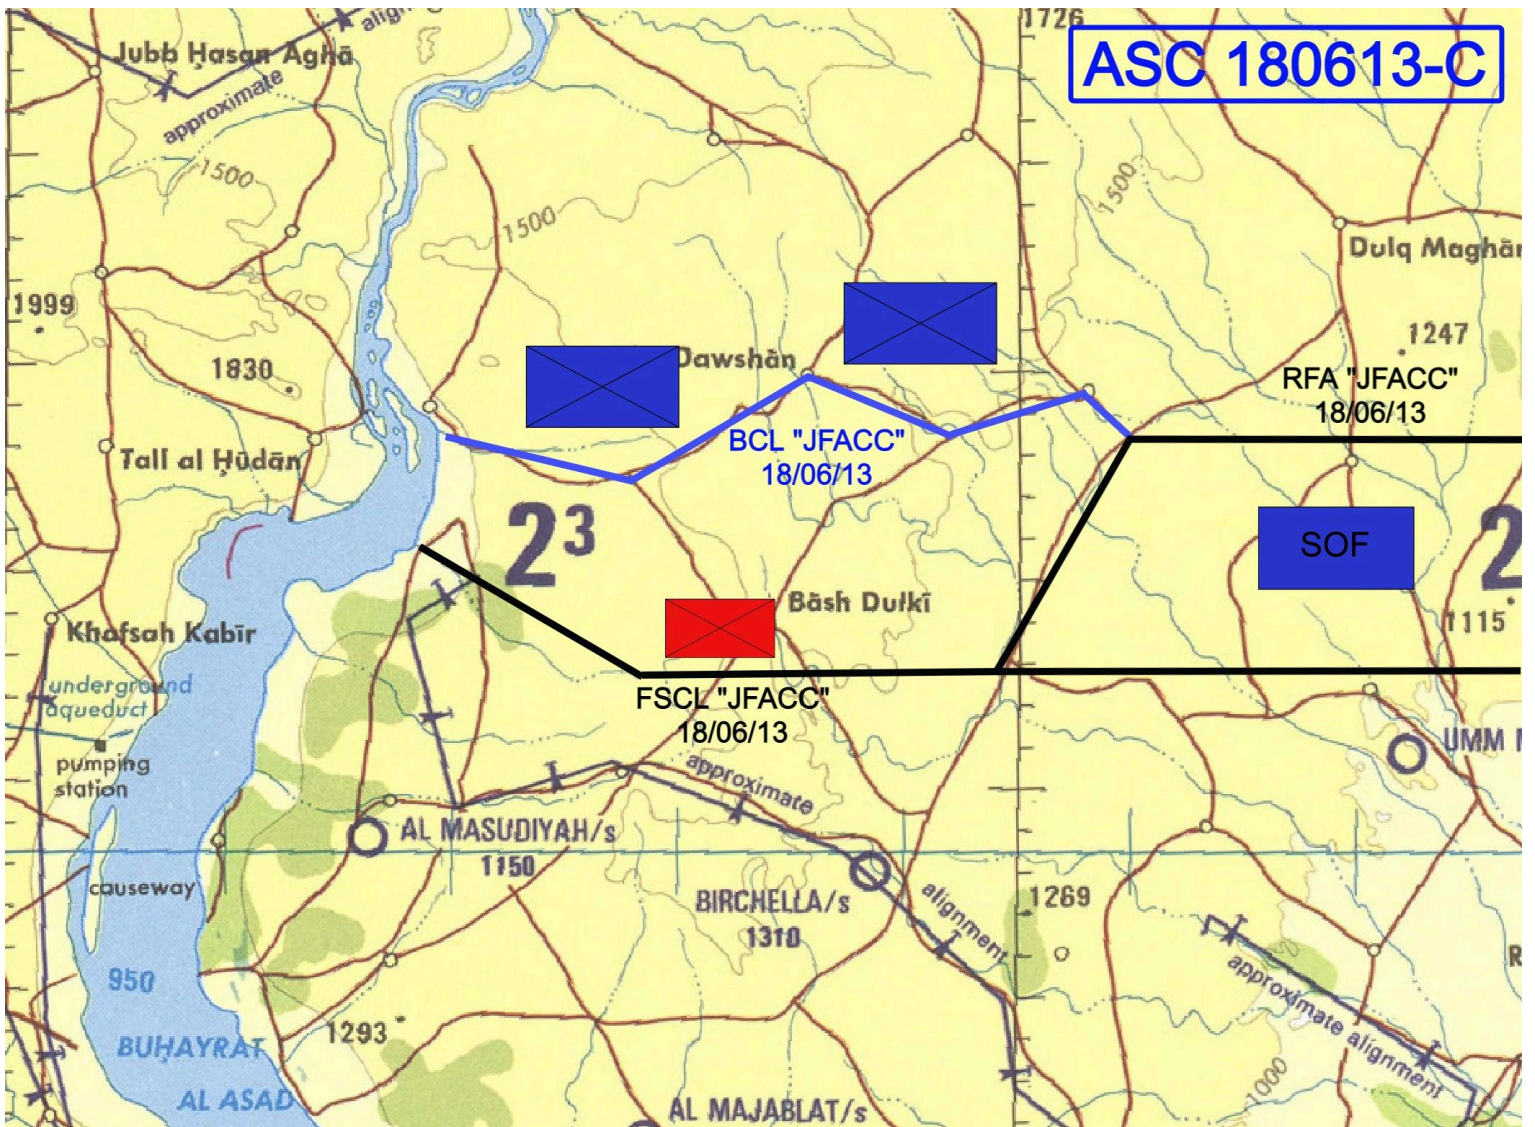 1726
ASC 180613-C
Jubb Ḥasan Aghā
approximate
1500
1500
1500
Dulq Maghār
1999
1830
1247
Dawshān
RFA "JFACC"
18/06/13
BCL "JFACC"
18/06/13
Tall al Ḥūdān
2³
SOF
2
Bāsh Dulkī
1115
Khafsah Kabīr
underground
aqueduct
FSCL "JFACC"
18/06/13
UMM M
pumping
station
approximate
AL MASUDIYAH/s
1150
causeway
BIRCHELLA/s
1310
alignment
1269
950
approximate alignment
R
1293
BUḤAYRAT
AL ASAD
1000
AL MAJABLAT/s